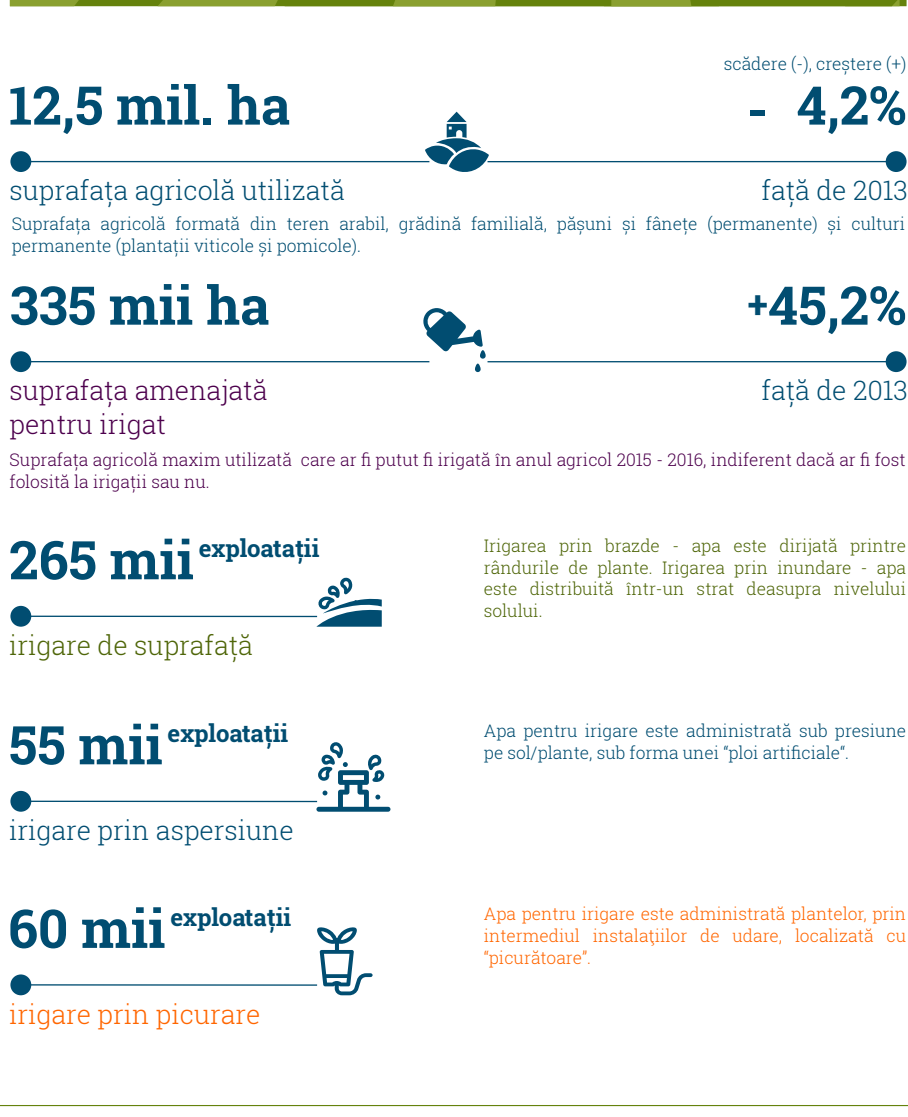 scădere (-), creștere (+)
12,5 mil. ha
- 4,2%
suprafața agricolă utilizată
față de 2013
Suprafața agricolă formată din teren arabil, grădină familială, pășuni și fânețe (permanente) și culturi
permanente (plantații viticole și pomicole).
335 mii ha
+45,2%
suprafața amenajată
pentru irigat
față de 2013
Suprafața agricolă maxim utilizată care ar fi putut fi irigată în anul agricol 2015 - 2016, indiferent dacă ar fi fost
folosită la irigații sau nu.
265 mii exploatații
irigare de suprafață
Irigarea prin brazde - apa este dirijată printre
rândurile de plante. Irigarea prin inundare - apa
este distribuită într-un strat deasupra nivelului
solului.
55 mii exploatații
irigare prin aspersiune
Apa pentru irigare este administrată sub presiune
pe sol/plante, sub forma unei “ploi artificiale“.
60 mii exploatații
irigare prin picurare
Apa pentru irigare este administrată plantelor, prin
intermediul instalaţiilor de udare, localizată cu
“picurătoare”.